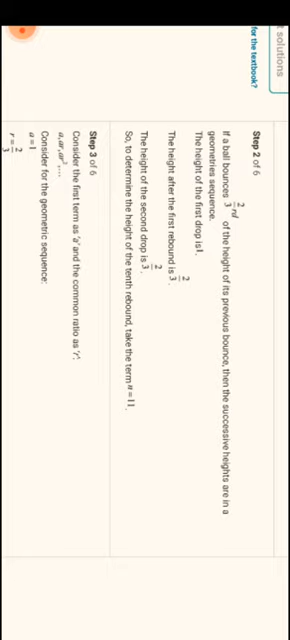 t solutions
for the textbook?
Step 2 of 6
If a ball bounces 2/3 rd of the height of its previous bounce, then the successive heights are in a
geometries sequence.
The height of the first drop is 1.
The height after the first rebound is 2/3.
The height of the second drop is 2/3.
So, to determine the height of the tenth rebound, take the term n = 11.
Step 3 of 6
Consider the first term as 'a' and the common ratio as 'r'.
a, ar, ar², ...
Consider for the geometric sequence:
a = 1
r = 2/3